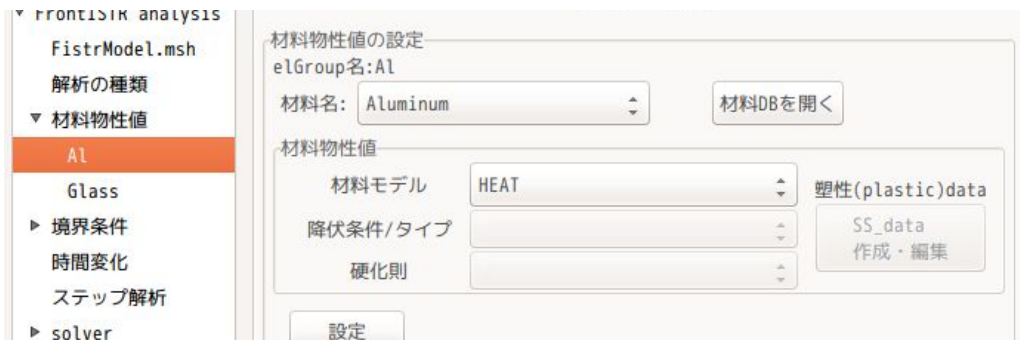 FrontISTR analysis
FistrModel.msh
解析の種類
材料物性値
Al
Glass
境界条件
時間変化
ステップ解析
solver
材料物性値の設定
elGroup名:Al
材料名: Aluminum 材料DBを開く
材料物性値
材料モデル HEAT 塑性(plastic)data
降伏条件/タイプ SS_data
作成・編集
硬化則
設定